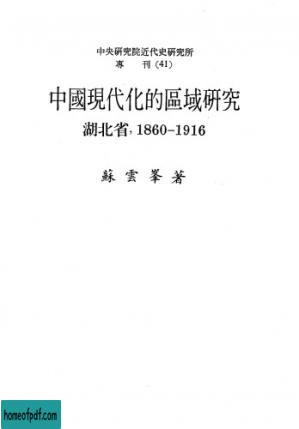 中央研究院近代史研究所
專 刊 (41)
中國現代化的區域研究
湖北省, 1860-1916
蘇雲峯著
homeofpdf.com